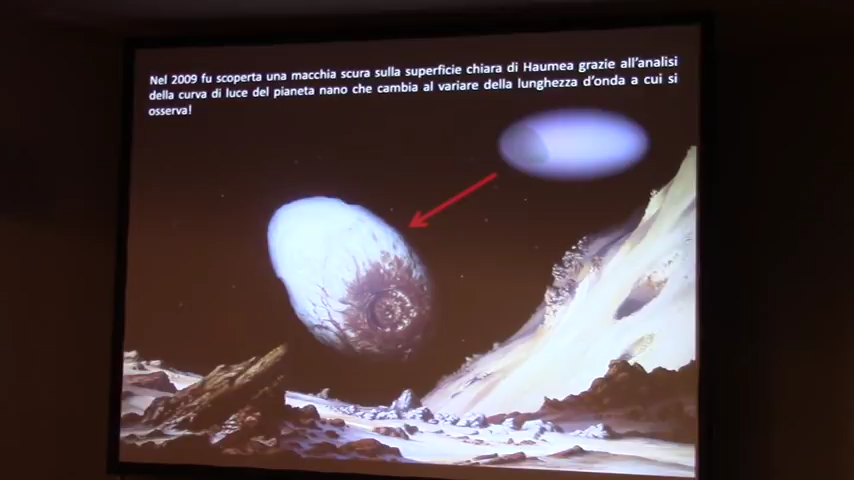 Nel 2009 fu scoperta una macchia scura sulla superficie chiara di Haumea grazie all'analisi
della curva di luce del pianeta nano che cambia al variare della lunghezza d'onda a cui si
osserva!